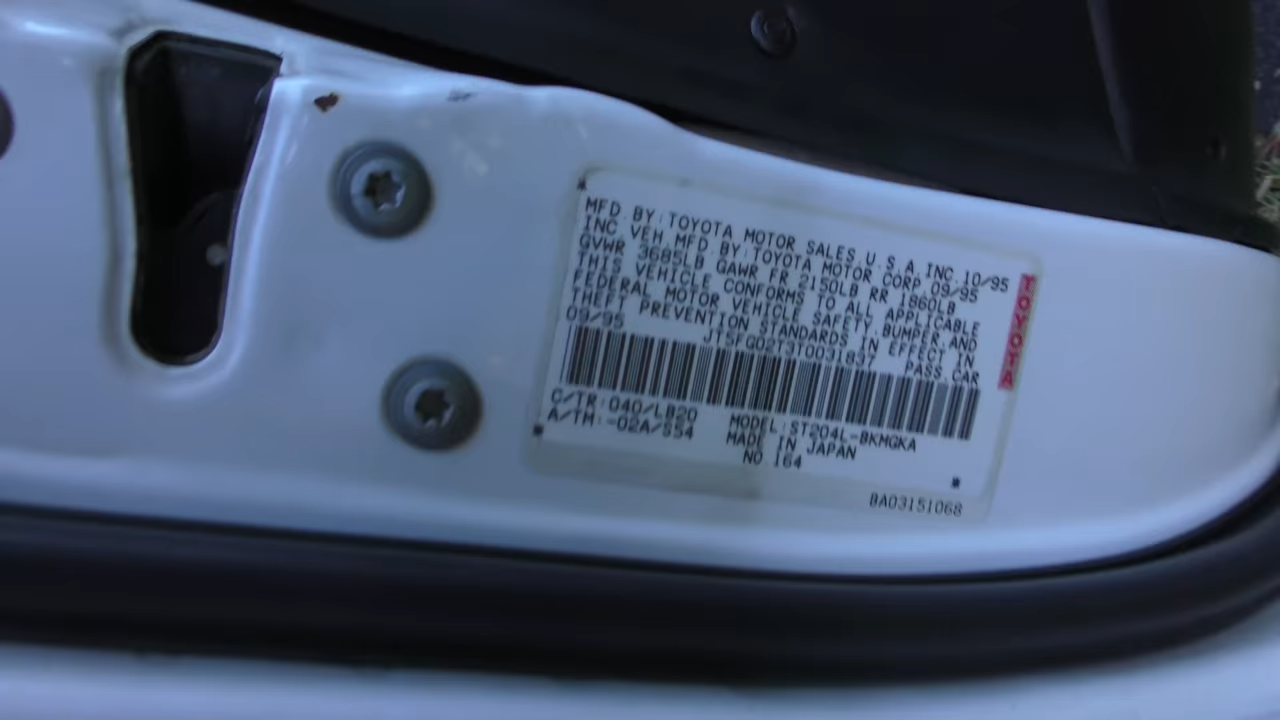 MFD BY:TOYOTA MOTOR SALES,U.S.A.,INC.10/95
INC.VEH.MFD BY:TOYOTA MOTOR CORP.09/95
GVWR 3685LB GAWR FR 2150LB RR 1860LB
THIS VEHICLE CONFORMS TO ALL APPLICABLE
FEDERAL MOTOR VEHICLE SAFETY,BUMPER,AND
THEFT PREVENTION STANDARDS IN EFFECT IN
09/95 JT5FG02T3T0031837 PASS.CAR
C/TR:040/LB20 MODEL:ST204L-BKMGKA
A/TM:-02A/S54 MADE IN JAPAN
NO.164
BA03151068
TOYOTA